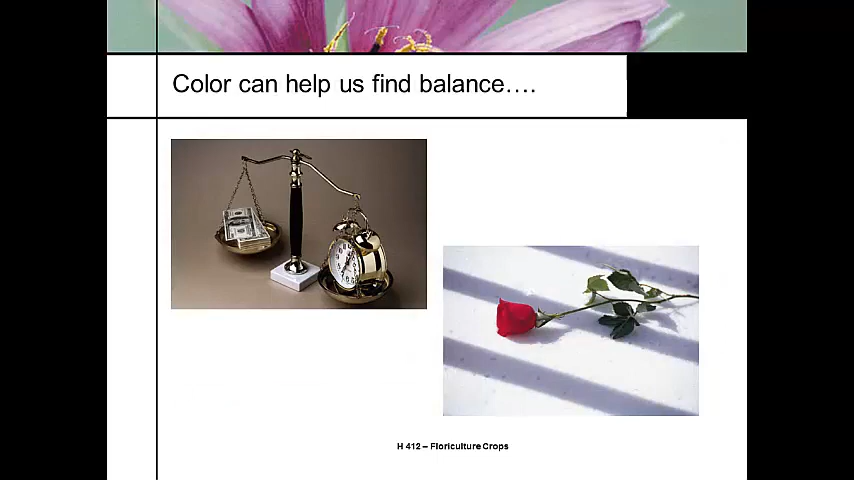 Color can help us find balance….
H 412 – Floriculture Crops